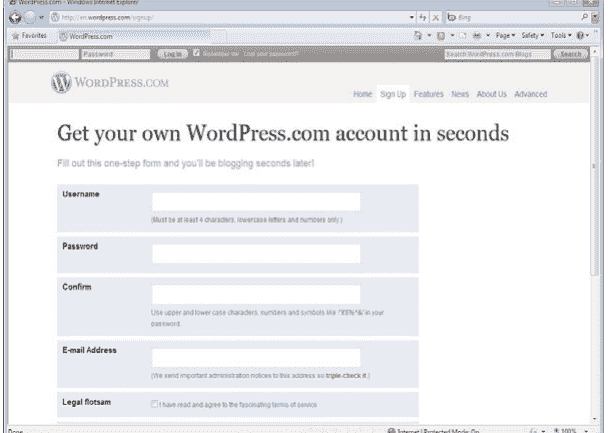 WordPress.com - Windows Internet Explorer
http://en.wordpress.com/signup/
Bing
Favorites WordPress.com
Page Safety Tools
Password Log In Remember me Lost your password? Search WordPress.com Blogs Search
WORDPRESS.COM
Home Sign Up Features News About Us Advanced
Get your own WordPress.com account in seconds
Fill out this one-step form and you'll be blogging seconds later!
Username
(Must be at least 4 characters, lowercase letters and numbers only.)
Password
Confirm
Use upper and lower case characters, numbers and symbols like in your
password.
E-mail Address
(We send important administration notices to this address so triple-check it.)
Legal flotsam
I have read and agree to the fascinating terms of service
Done Internet | Protected Mode: On 100%